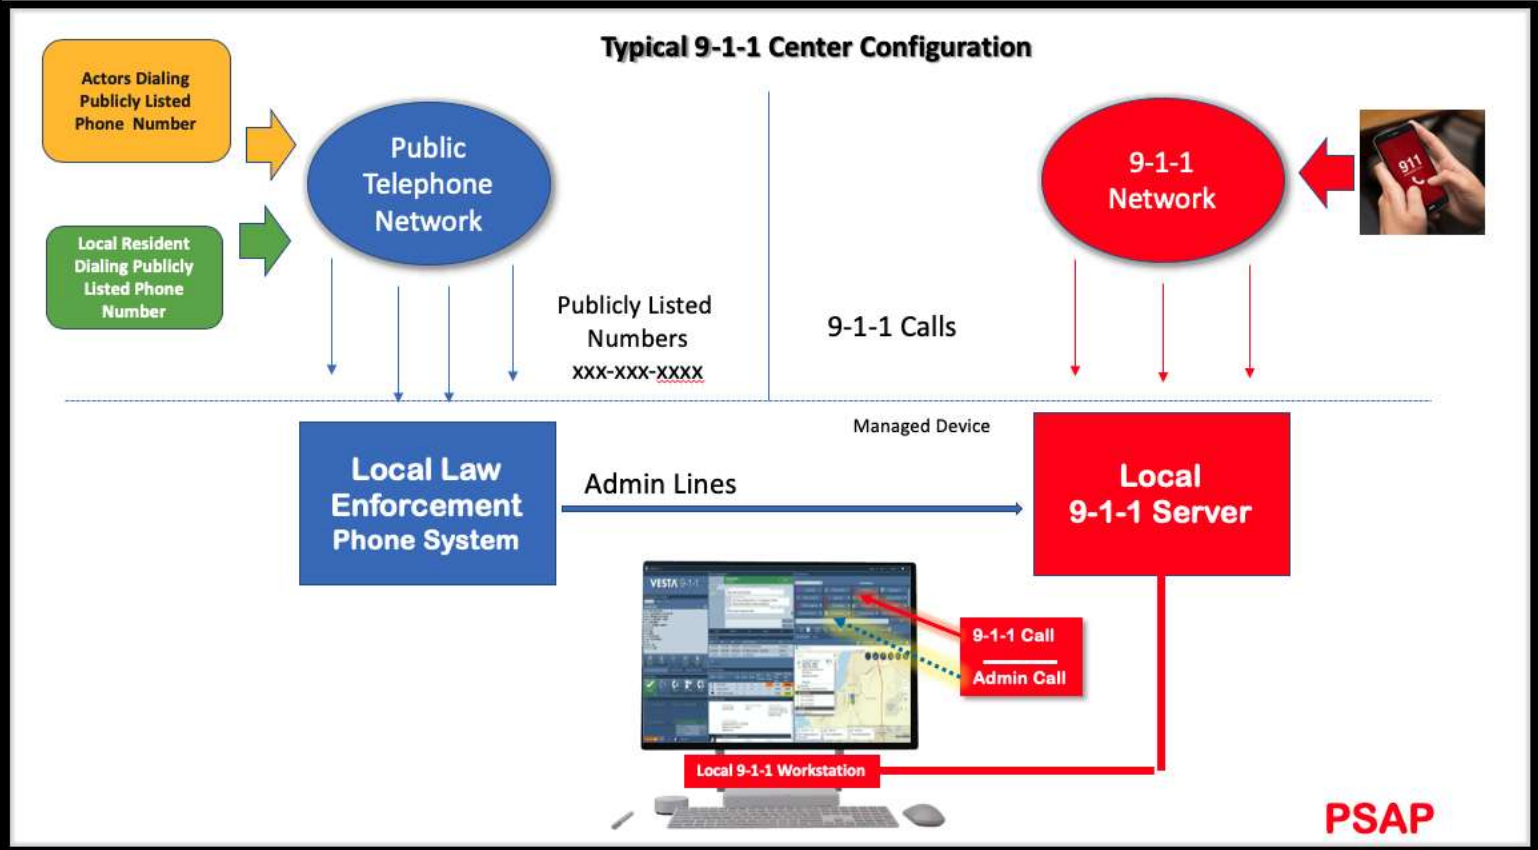 Typical 9-1-1 Center Configuration
Actors Dialing
Publicly Listed
Phone Number
Public
Telephone
Network
9-1-1
Network
911
Local Resident
Dialing Publicly
Listed Phone
Number
Publicly Listed
Numbers
xxx-xxx-xxxx
9-1-1 Calls
Managed Device
Local Law
Enforcement
Phone System
Admin Lines
Local
9-1-1 Server
VESTA 9-1-1
9-1-1 Call
Admin Call
Local 9-1-1 Workstation
PSAP